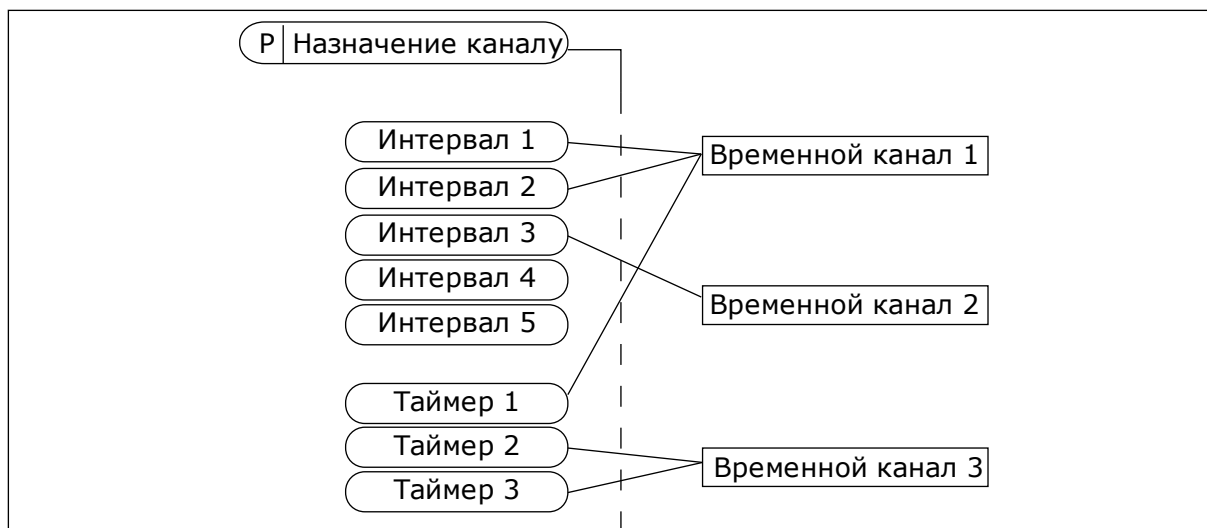 P Назначение каналу
Интервал 1
Интервал 2
Интервал 3
Интервал 4
Интервал 5
Таймер 1
Таймер 2
Таймер 3
Временной канал 1
Временной канал 2
Временной канал 3